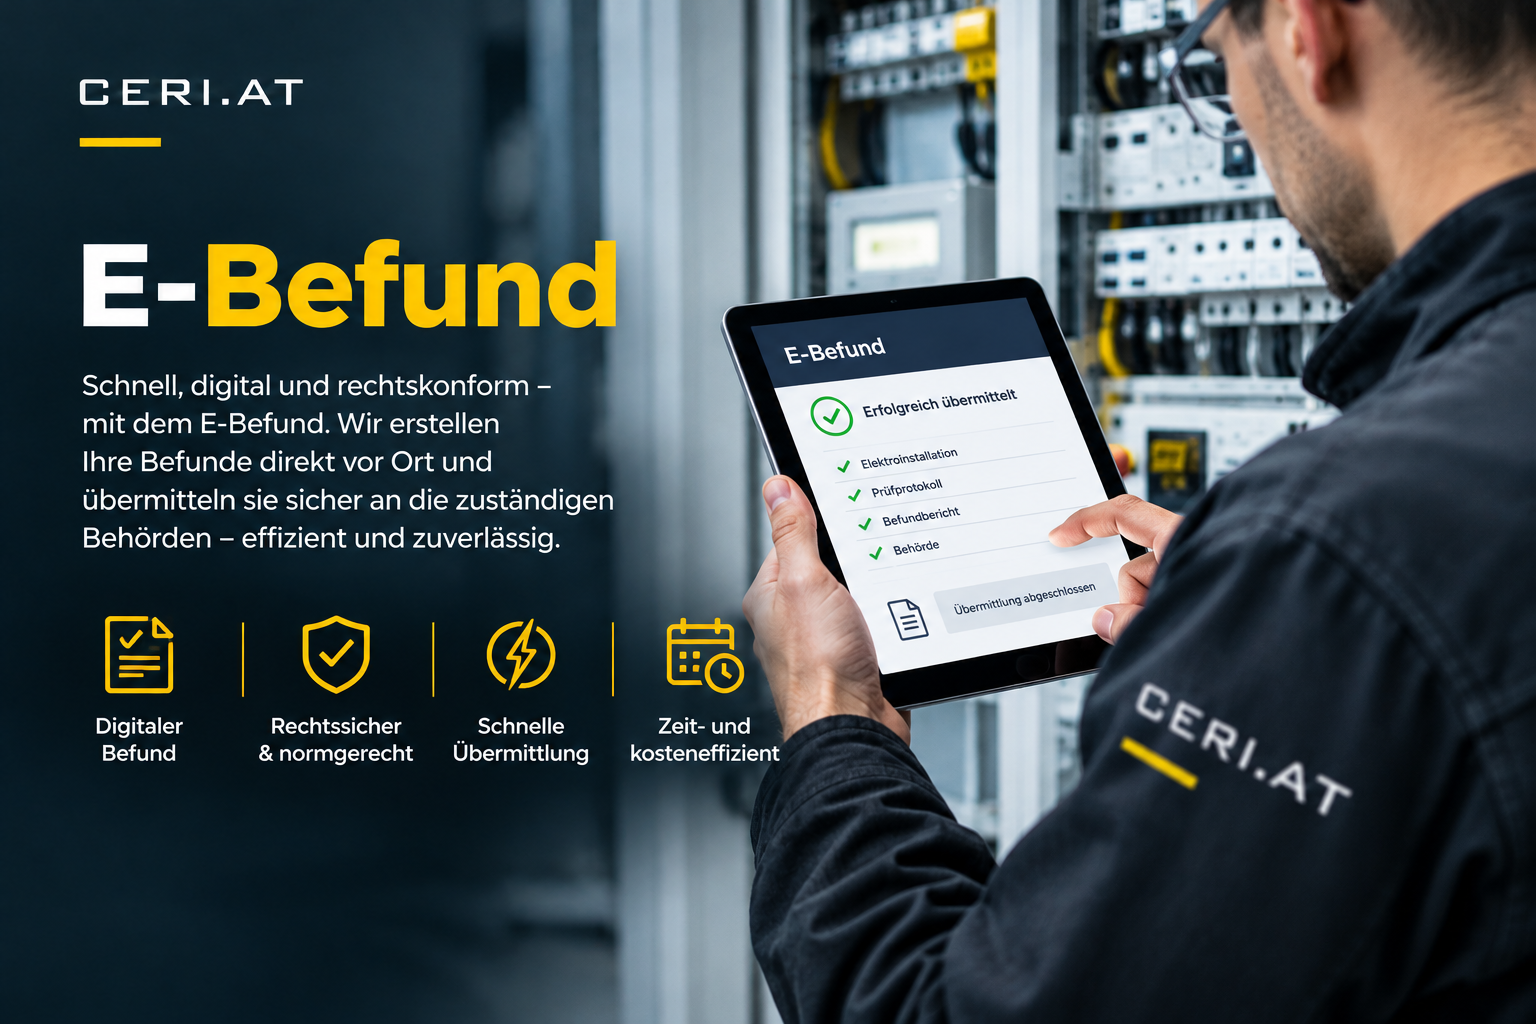 CERI.AT
E-Befund
Schnell, digital und rechtskonform –
mit dem E-Befund. Wir erstellen
Ihre Befunde direkt vor Ort und
übermitteln sie sicher an die zuständigen
Behörden – effizient und zuverlässig.
Digitaler
Befund
Rechtssicher
& normgerecht
Schnelle
Übermittlung
Zeit- und
kosteneffizient
E-Befund
Erfolgreich übermittelt
Elektroinstallation
Prüfprotokoll
Befundbericht
Behörde
Übermittlung abgeschlossen
CERI.AT